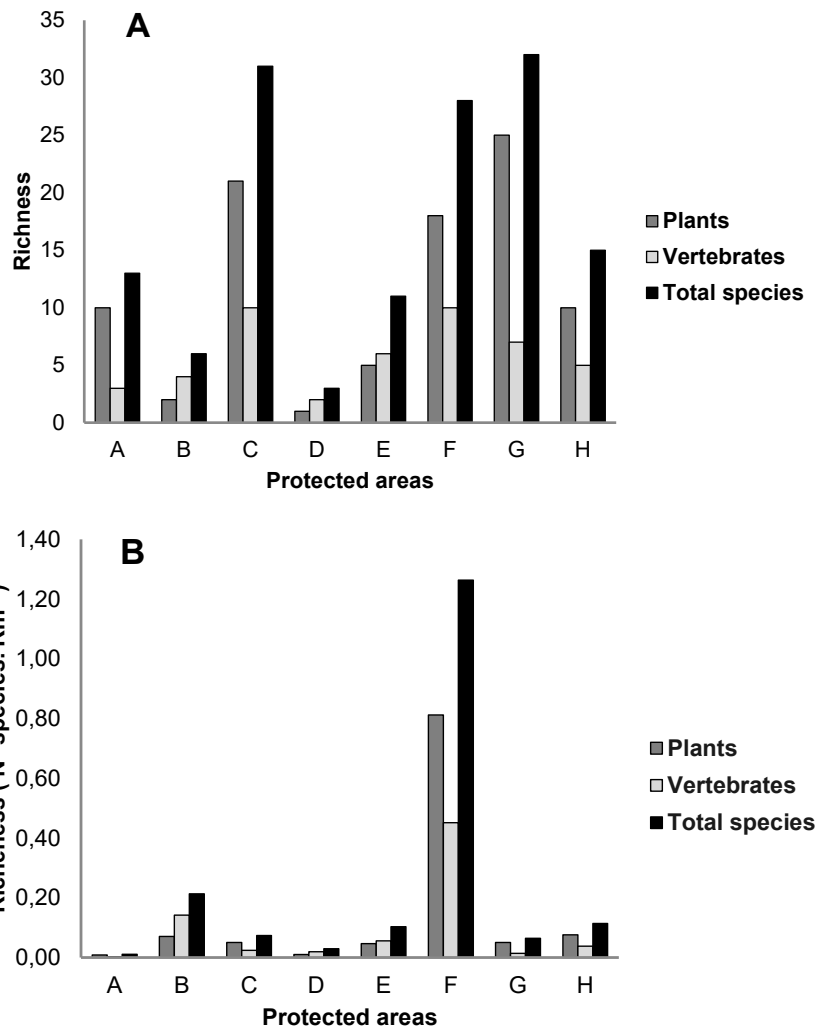 A
35
30
25
20
15
10
5
0
Richness
A B C D E F G H
Protected areas
Plants
Vertebrates
Total species
B
1,40
1,20
1,00
0,80
0,60
0,40
0,20
0,00
A B C D E F G H
Protected areas
Plants
Vertebrates
Total species